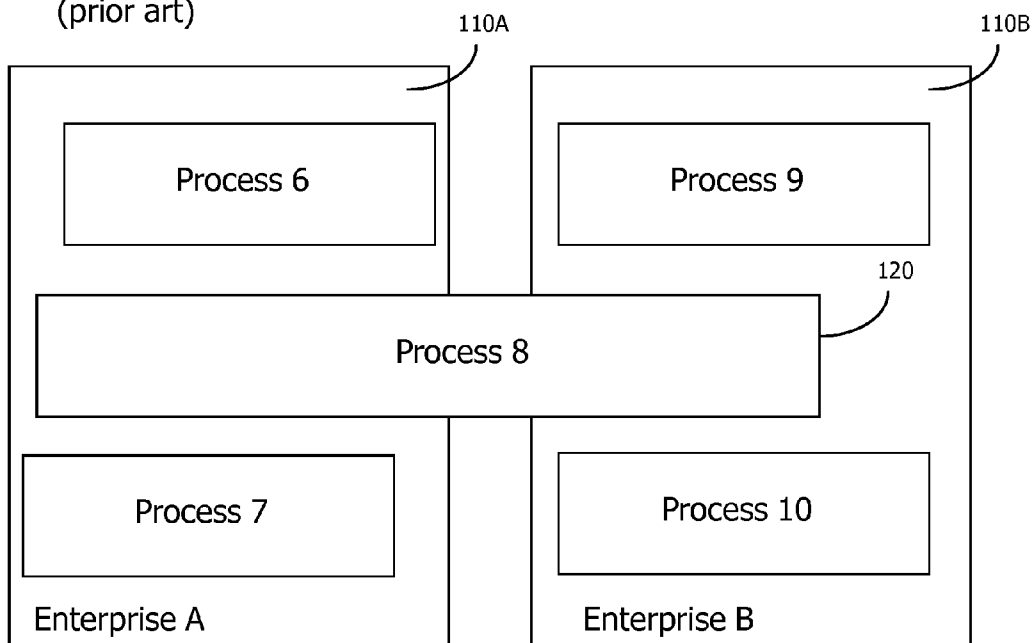 (prior art)
110A
110B
Process 6
Process 9
120
Process 8
Process 7
Process 10
Enterprise A
Enterprise B